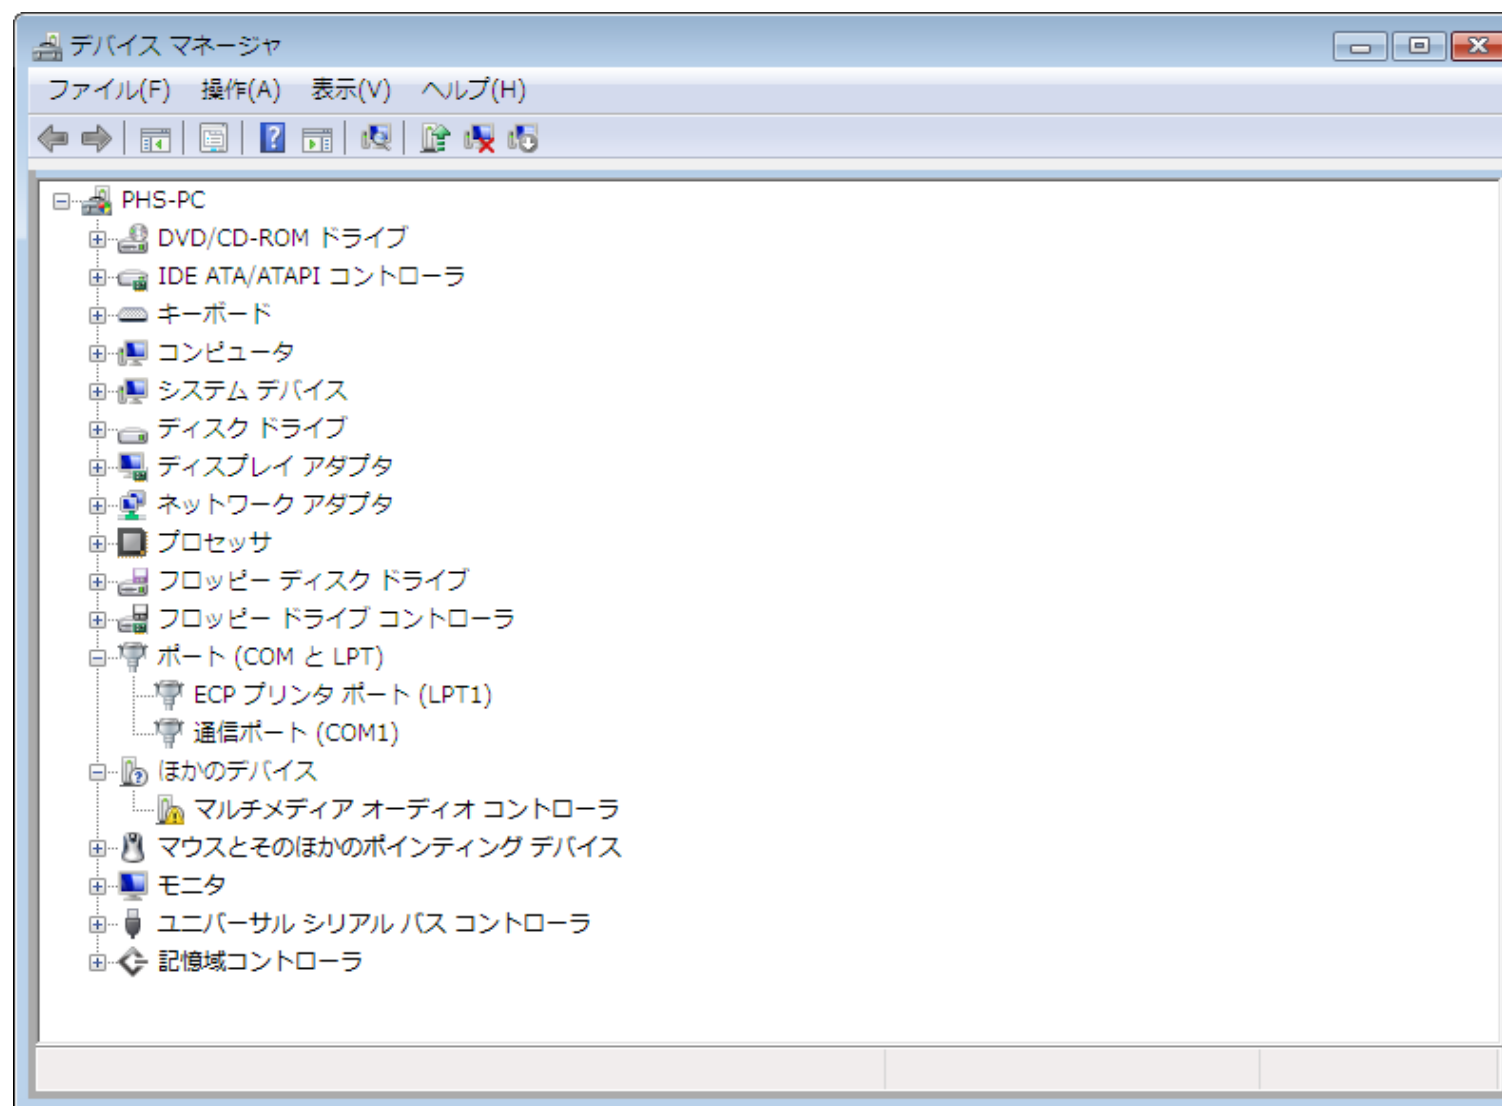 デバイス マネージャ
ファイル(F) 操作(A) 表示(V) ヘルプ(H)
PHS-PC
DVD/CD-ROM ドライブ
IDE ATA/ATAPI コントローラ
キーボード
コンピュータ
システム デバイス
ディスク ドライブ
ディスプレイ アダプタ
ネットワーク アダプタ
プロセッサ
フロッピー ディスク ドライブ
フロッピー ドライブ コントローラ
ポート (COM と LPT)
ECP プリンタ ポート (LPT1)
通信ポート (COM1)
ほかのデバイス
マルチメディア オーディオ コントローラ
マウスとそのほかのポインティング デバイス
モニタ
ユニバーサル シリアル バス コントローラ
記憶域コントローラ